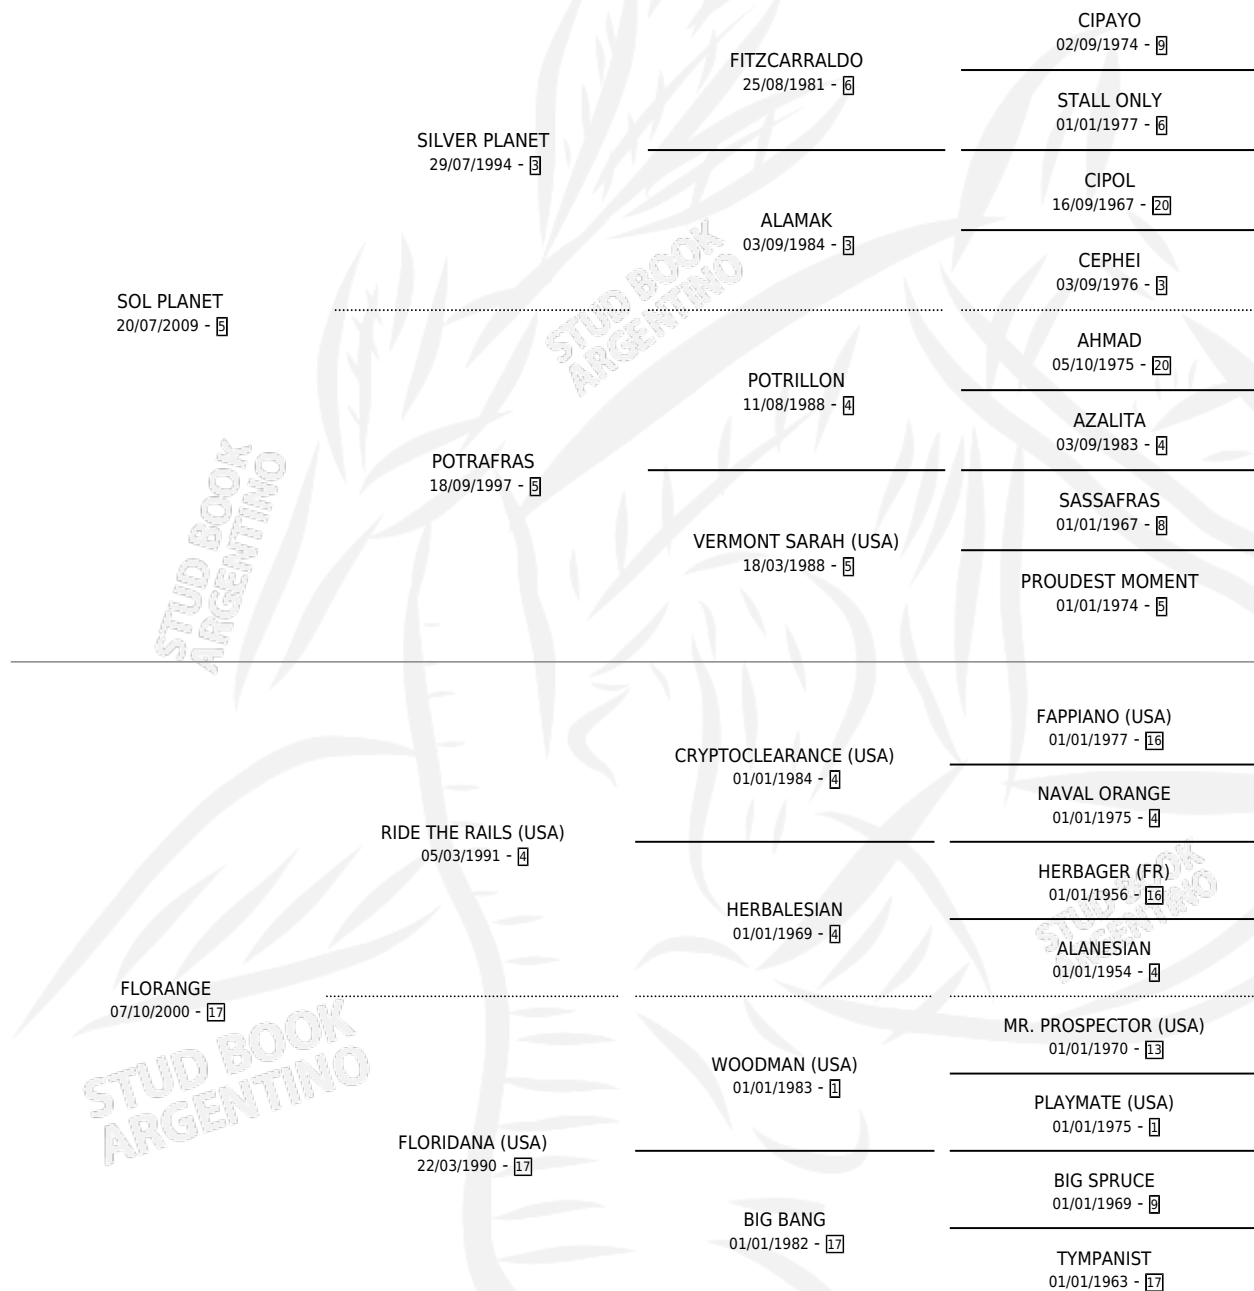 CIPAYO
02/09/1974 - 9
FITZCARRALDO
25/08/1981 - 6
STALL ONLY
01/01/1977 - 6
SILVER PLANET
29/07/1994 - 3
CIPOL
16/09/1967 - 20
ALAMAK
03/09/1984 - 3
CEPHEI
03/09/1976 - 3
SOL PLANET
20/07/2009 - 5
AHMAD
05/10/1975 - 20
POTRILLON
11/08/1988 - 4
AZALITA
03/09/1983 - 4
POTRAFRAS
18/09/1997 - 5
SASSAFRAS
01/01/1967 - 8
VERMONT SARAH (USA)
18/03/1988 - 5
PROUDEST MOMENT
01/01/1974 - 5
STUD BOOK
ARGENTINO
STUD BOOK
ARGENTINO
FAPPIANO (USA)
01/01/1977 - 16
CRYPTOCLEARANCE (USA)
01/01/1984 - 4
NAVAL ORANGE
01/01/1975 - 4
RIDE THE RAILS (USA)
05/03/1991 - 4
HERBAGER (FR)
01/01/1956 - 16
HERBALESIAN
01/01/1969 - 4
ALANESIAN
01/01/1954 - 4
STUD BOOK
ARGENTINO
FLORANGE
07/10/2000 - 17
MR. PROSPECTOR (USA)
01/01/1970 - 13
WOODMAN (USA)
01/01/1983 - 1
PLAYMATE (USA)
01/01/1975 - 1
STUD BOOK
ARGENTINO
FLORIDANA (USA)
22/03/1990 - 17
BIG SPRUCE
01/01/1969 - 9
BIG BANG
01/01/1982 - 17
TYMPANIST
01/01/1963 - 17